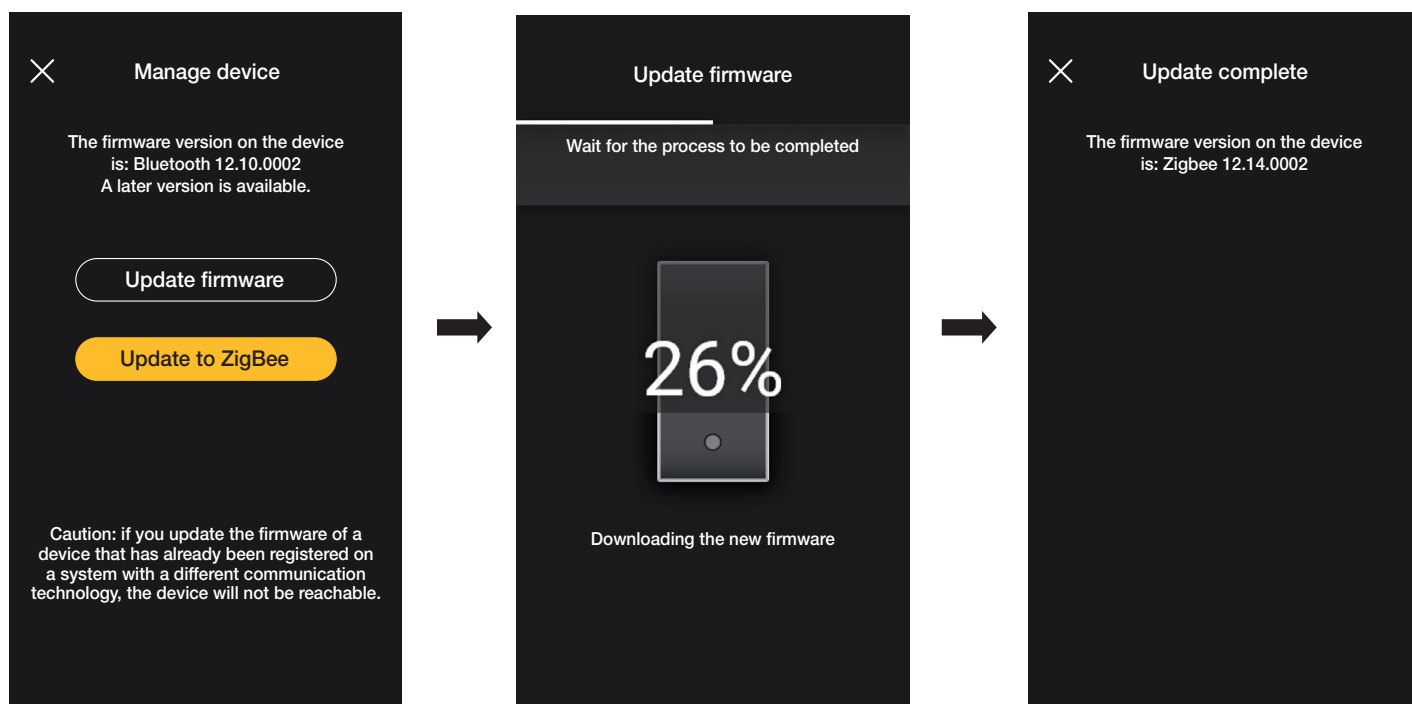 Manage device
The firmware version on the device
is: Bluetooth 12.10.0002
A later version is available.
Update firmware
Update to ZigBee
Caution: if you update the firmware of a
device that has already been registered on
a system with a different communication
technology, the device will not be reachable.
Update firmware
Wait for the process to be completed
26%
Downloading the new firmware
Update complete
The firmware version on the device
is: Zigbee 12.14.0002